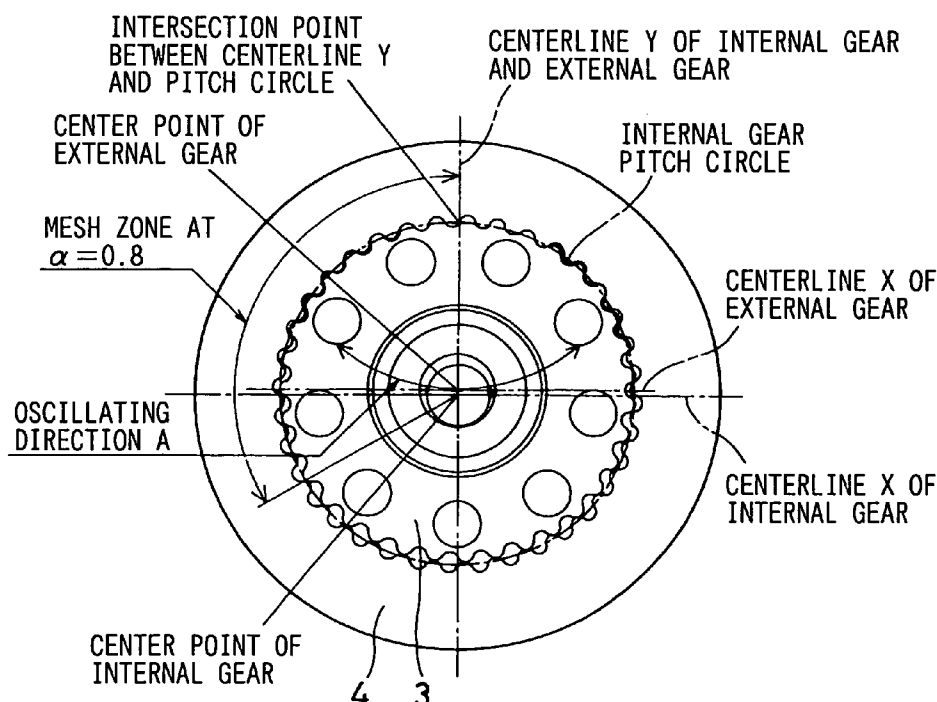 INTERSECTION POINT
BETWEEN CENTERLINE Y
AND PITCH CIRCLE
CENTERLINE Y OF INTERNAL GEAR
AND EXTERNAL GEAR
CENTER POINT OF
EXTERNAL GEAR
INTERNAL GEAR
PITCH CIRCLE
MESH ZONE AT
α=0.8
CENTERLINE X OF
EXTERNAL GEAR
OSCILLATING
DIRECTION A
CENTERLINE X OF
INTERNAL GEAR
CENTER POINT OF
INTERNAL GEAR
4 3